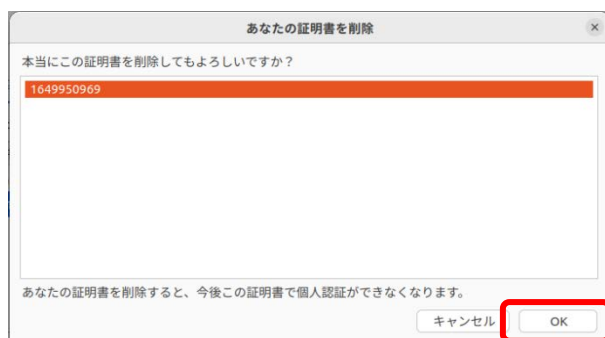 あなたの証明書を削除
本当にこの証明書を削除してもよろしいですか？
1649950969
あなたの証明書を削除すると、今後この証明書で個人認証ができなくなります。
キャンセル OK